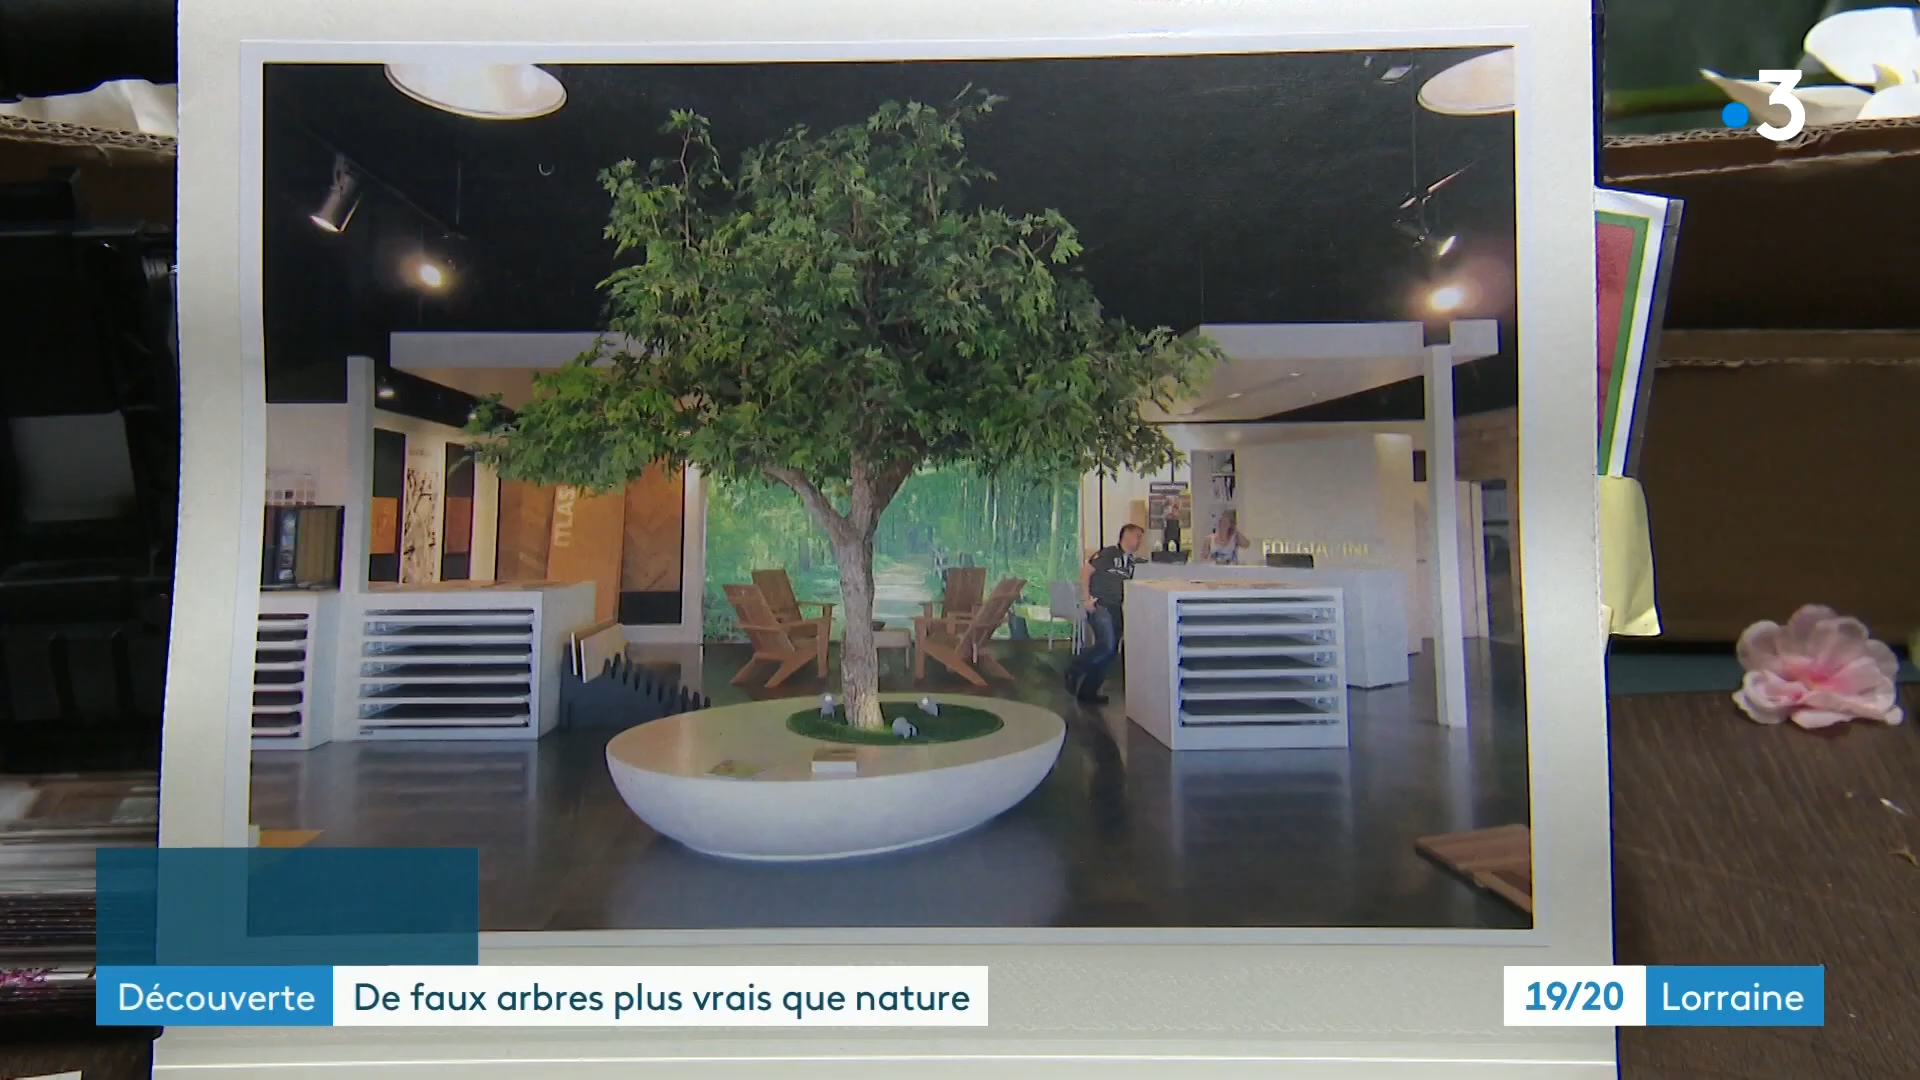 3
Découverte
De faux arbres plus vrais que nature
19/20
Lorraine